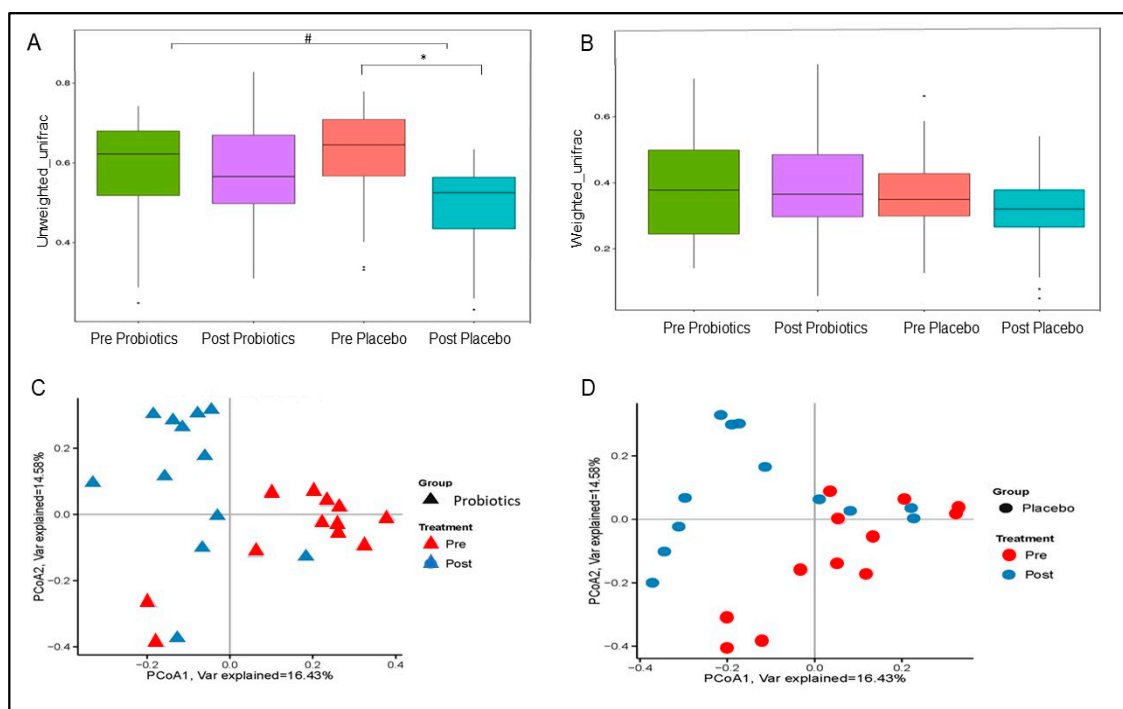 A
#
*
Unweighted_unifrac
0.8
0.6
0.4
Pre Probiotics Post Probiotics Pre Placebo Post Placebo
B
Weighted_unifrac
0.6
0.4
0.2
Pre Probiotics Post Probiotics Pre Placebo Post Placebo
C
PCoA2, Var explained=14.58%
0.2
0.0
−0.2
−0.4
−0.2 0.0 0.2 0.4
PCoA1, Var explained=16.43%
Group
Probiotics
Treatment
Pre
Post
D
PCoA2, Var explained=14.58%
0.2
0.0
−0.2
−0.4
−0.4 −0.2 0.0 0.2
PCoA1, Var explained=16.43%
Group
Placebo
Treatment
Pre
Post